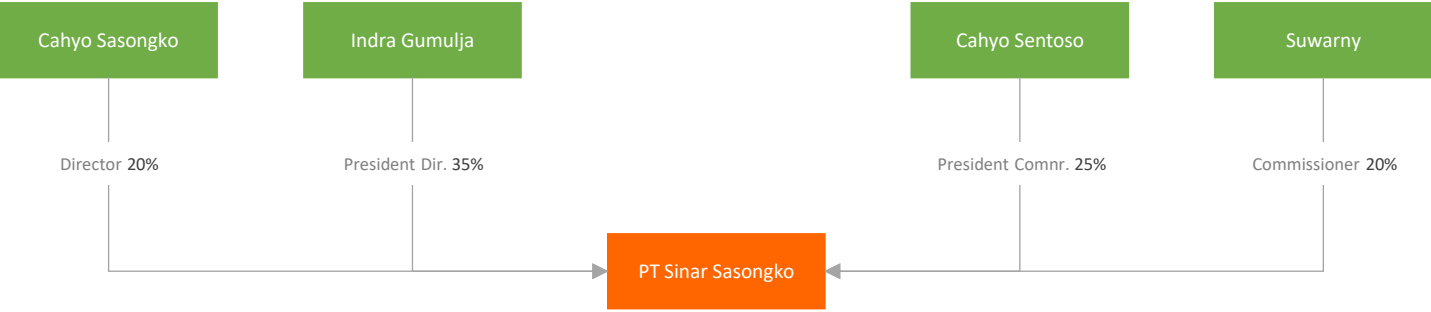 Cahyo Sasongko
Indra Gumulja
Cahyo Sentoso
Suwarny
Director 20%
President Dir. 35%
President Comnr. 25%
Commissioner 20%
PT Sinar Sasongko